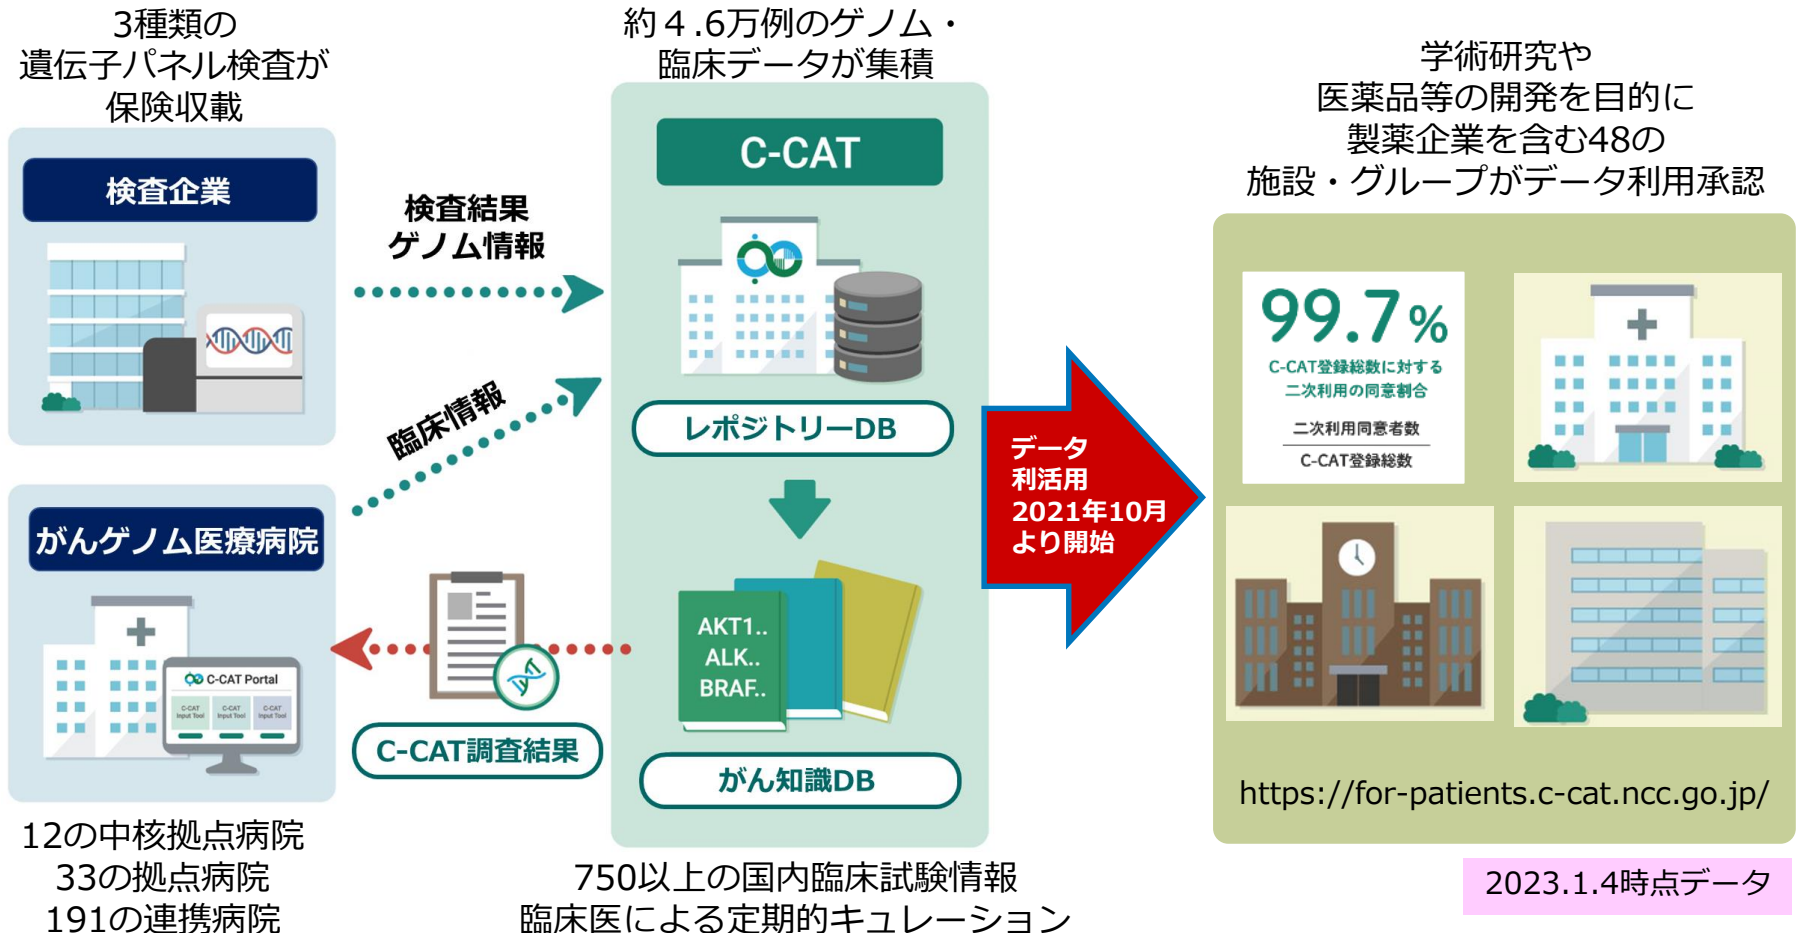 3種類の
遺伝子パネル検査が
保険収載
検査企業
がんゲノム医療病院
C-CAT Portal
C-CAT
Input Tool
C-CAT
Input Tool
C-CAT
Input Tool
12の中核拠点病院
33の拠点病院
191の連携病院
検査結果
ゲノム情報
臨床情報
C-CAT調査結果
約４.6万例のゲノム・
臨床データが集積
C-CAT
レポジトリーDB
AKT1..
ALK..
BRAF..
がん知識DB
750以上の国内臨床試験情報
臨床医による定期的キュレーション
データ
利活用
2021年10月
より開始
学術研究や
医薬品等の開発を目的に
製薬企業を含む48の
施設・グループがデータ利用承認
99.7%
C-CAT登録総数に対する
二次利用の同意割合
二次利用同意者数
C-CAT登録総数
https://for-patients.c-cat.ncc.go.jp/
2023.1.4時点データ